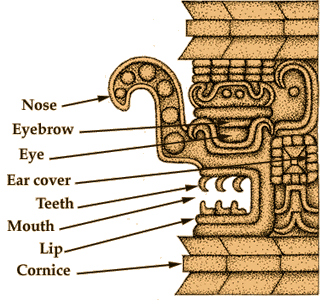 Nose
Eyebrow
Eye
Ear cover
Teeth
Mouth
Lip
Cornice